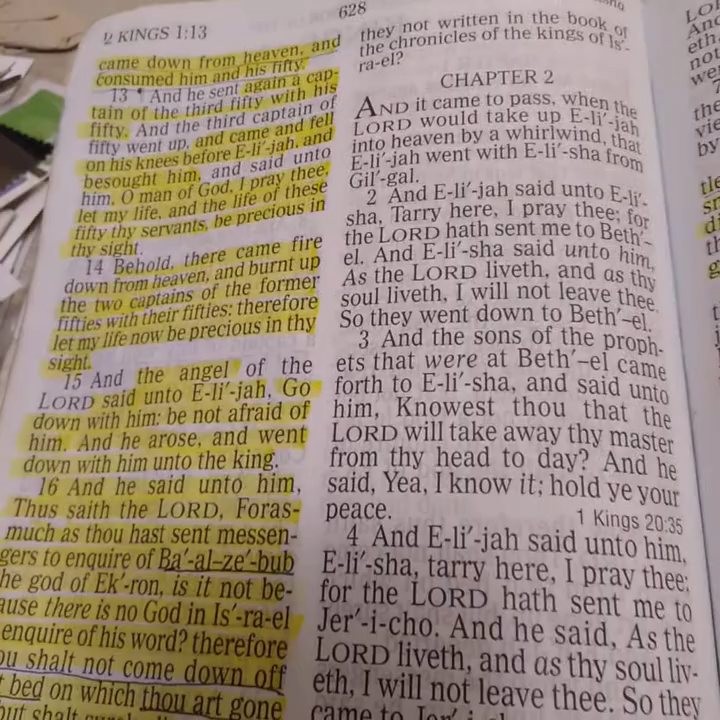 2 KINGS 1:13
628
came down from heaven, and
consumed him and his fifty.
13 ¶ And he sent again a cap-
tain of the third fifty with his
fifty. And the third captain of
fifty went up, and came and fell
on his knees before E-li′-jah, and
besought him, and said unto
him, O man of God, I pray thee,
let my life, and the life of these
fifty thy servants, be precious in
thy sight.
14 Behold, there came fire
down from heaven, and burnt up
the two captains of the former
fifties with their fifties: therefore
let my life now be precious in thy
sight.
15 And the angel of the
LORD said unto E-li′-jah, Go
down with him: be not afraid of
him. And he arose, and went
down with him unto the king.
16 And he said unto him,
Thus saith the LORD, Foras-
much as thou hast sent messen-
gers to enquire of Ba′-al-ze′-bub
he god of Ek′-ron, is it not be-
ause there is no God in Is′-ra-el
enquire of his word? therefore
ou shalt not come down off
t bed on which thou art gone
but shalt surely
they not written in the book of
the chronicles of the kings of Is′-
ra-el?
CHAPTER 2
AND it came to pass, when the
LORD would take up E-li′-jah
into heaven by a whirlwind, that
E-li′-jah went with E-li′-sha from
Gil′-gal.
2 And E-li′-jah said unto E-li′-
sha, Tarry here, I pray thee; for
the LORD hath sent me to Beth′–
el. And E-li′-sha said unto him,
As the LORD liveth, and as thy
soul liveth, I will not leave thee.
So they went down to Beth′–el.
3 And the sons of the proph-
ets that were at Beth′–el came
forth to E-li′-sha, and said unto
him, Knowest thou that the
LORD will take away thy master
from thy head to day? And he
said, Yea, I know it; hold ye your
peace.
1 Kings 20:35
4 And E-li′-jah said unto him,
E-li′-sha, tarry here, I pray thee;
for the LORD hath sent me to
Jer′-i-cho. And he said, As the
LORD liveth, and as thy soul liv-
eth, I will not leave thee. So they
came to Jer′-i-cho.